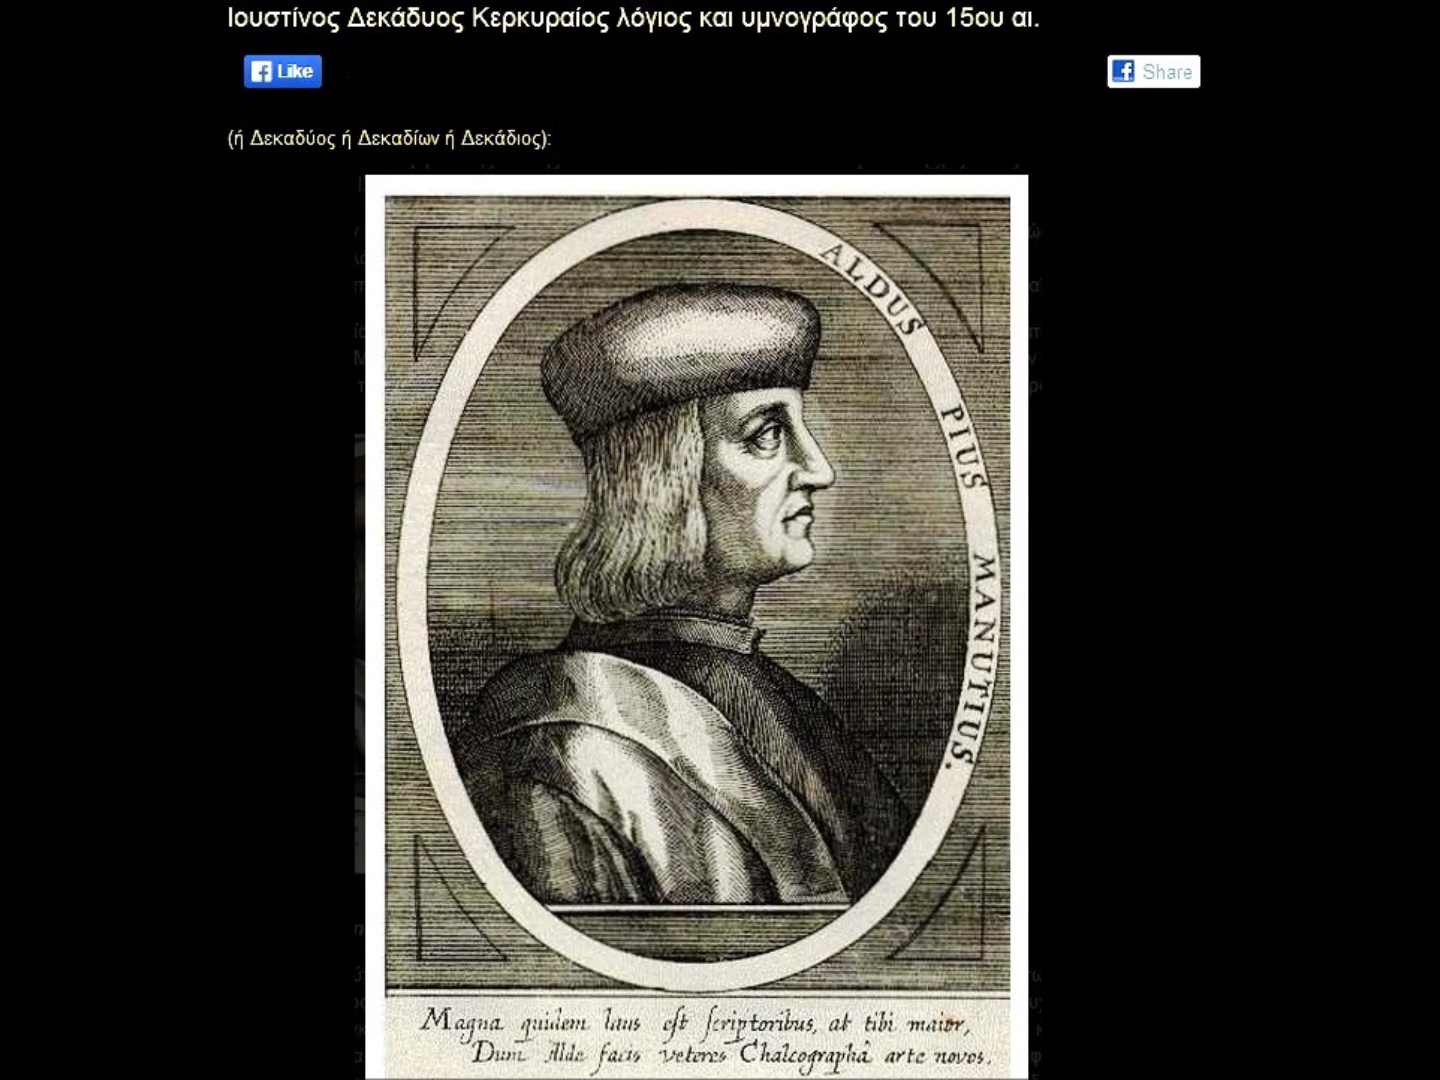 Ιουστίνος Δεκάδυος Κερκυραίος λόγιος και υμνογράφος του 15ου αι.
Like
Share
(ή Δεκαδύος ή Δεκαδίων ή Δεκάδιος):
ALDUS PIUS MANUTIUS.
Magna quidem laus est scriptoribus, at tibi maior,
Dum Alde facis veteres Chalcographâ arte novos.